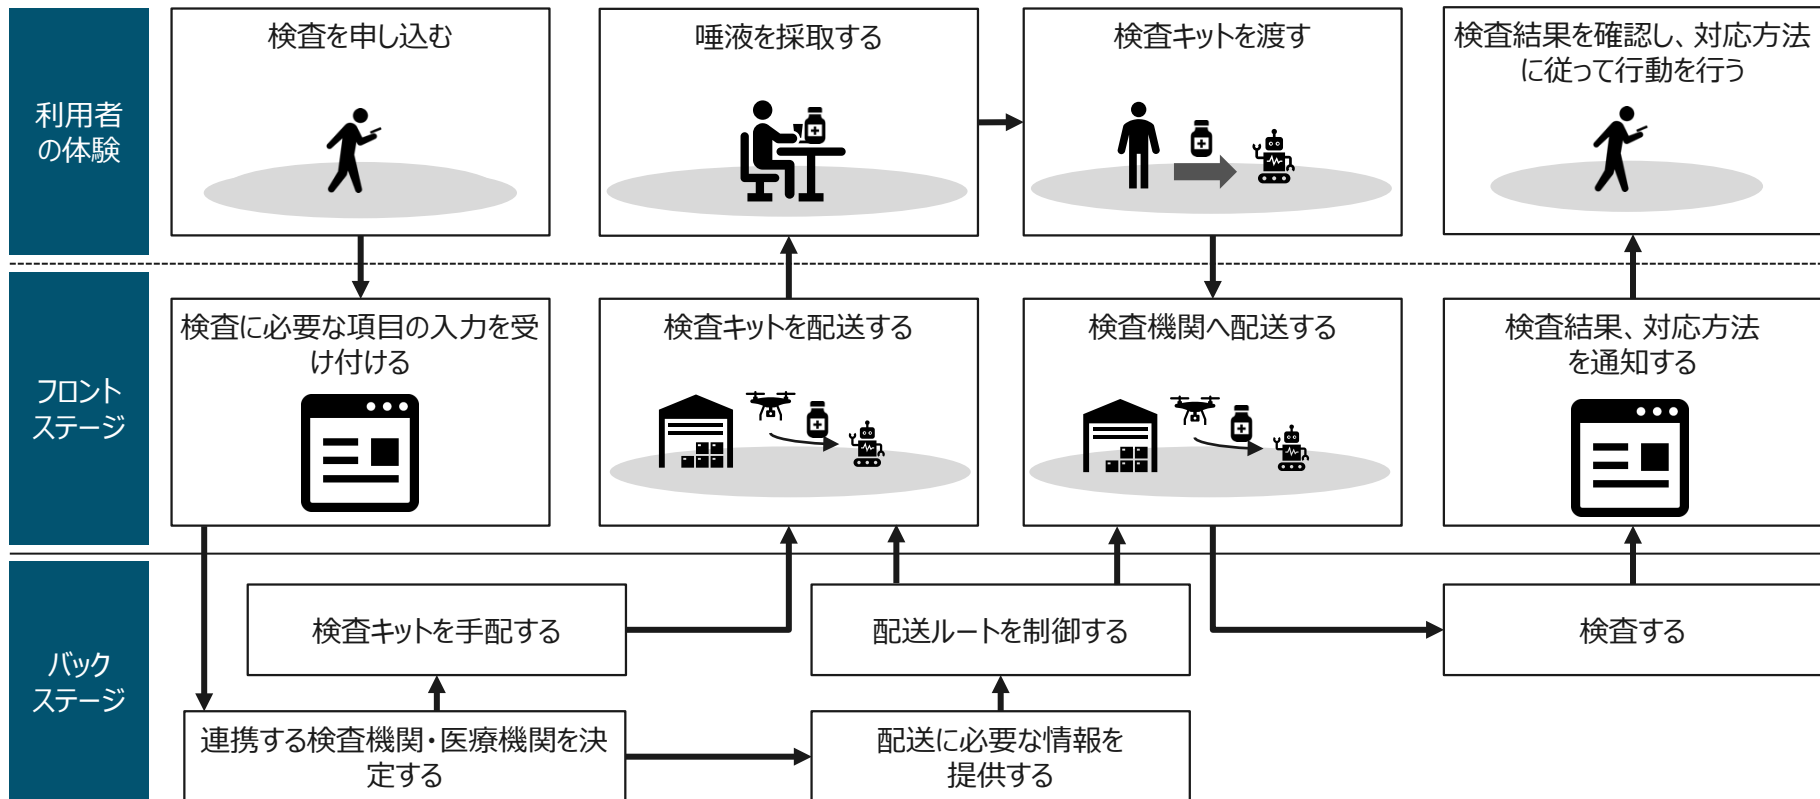 利用者
の体験
検査を申し込む
唾液を採取する
検査キットを渡す
検査結果を確認し、対応方法
に従って行動を行う
フロント
ステージ
検査に必要な項目の入力を受
け付ける
検査キットを配送する
検査機関へ配送する
検査結果、対応方法
を通知する
バック
ステージ
検査キットを手配する
配送ルートを制御する
検査する
連携する検査機関・医療機関を決
定する
配送に必要な情報を
提供する